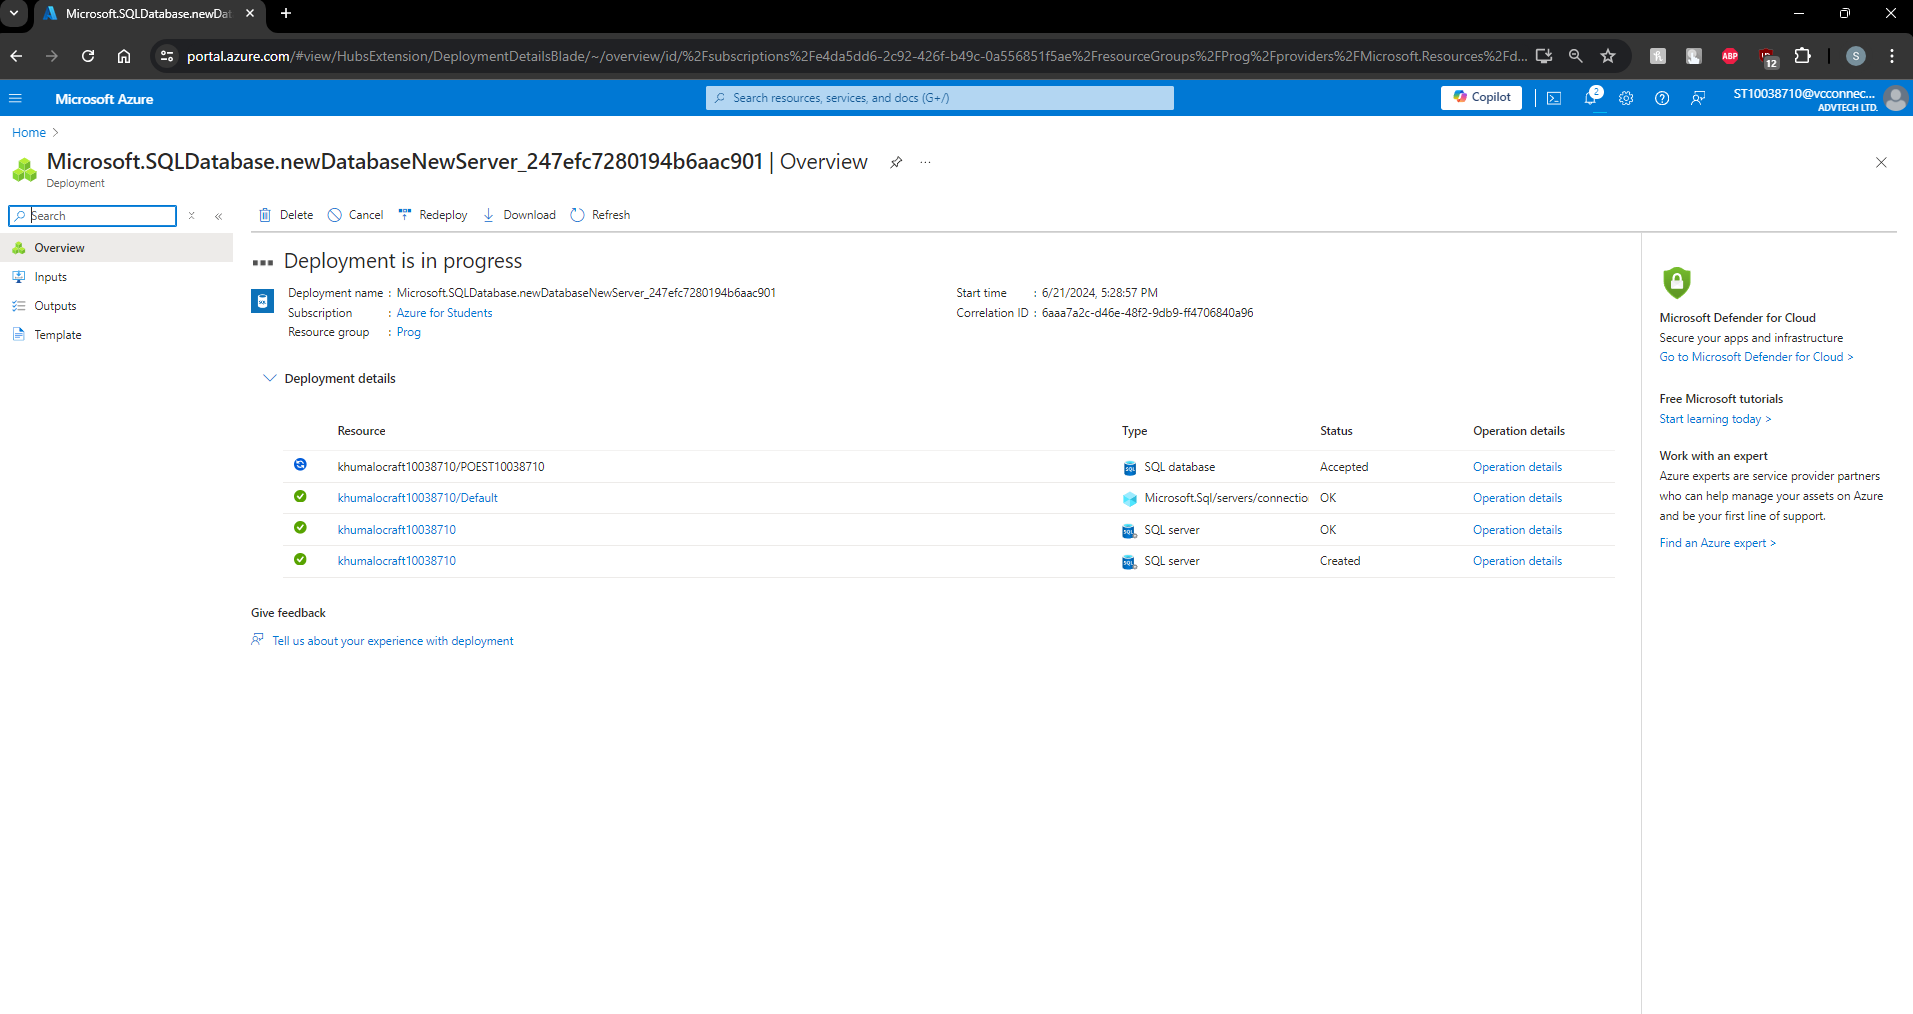 Microsoft.SQLDatabase.newDat
portal.azure.com/#view/HubsExtension/DeploymentDetailsBlade/~/overview/id/%2Fsubscriptions%2Fe4da5dd6-2c92-426f-b49c-0a556851f5ae%2FresourceGroups%2FProg%2Fproviders%2FMicrosoft.Resources%2Fd...
ABP
12
S
Microsoft Azure
Search resources, services, and docs (G+/)
Copilot
2
ST10038710@vcconnec...
ADVTECH LTD.
Home
Microsoft.SQLDatabase.newDatabaseNewServer_247efc7280194b6aac901 | Overview
...
Deployment
Search
Delete
Cancel
Redeploy
Download
Refresh
Overview
Inputs
Outputs
Template
Deployment is in progress
Deployment name : Microsoft.SQLDatabase.newDatabaseNewServer_247efc7280194b6aac901
Subscription : Azure for Students
Resource group : Prog
Start time : 6/21/2024, 5:28:57 PM
Correlation ID : 6aaa7a2c-d46e-48f2-9db9-ff4706840a96
Deployment details
Resource Type Status Operation details
khumalocraft10038710/POEST10038710 SQL database Accepted Operation details
khumalocraft10038710/Default Microsoft.Sql/servers/connectio Ok Operation details
khumalocraft10038710 SQL server OK Operation details
khumalocraft10038710 SQL server Created Operation details
Give feedback
Tell us about your experience with deployment
Microsoft Defender for Cloud
Secure your apps and infrastructure
Go to Microsoft Defender for Cloud >
Free Microsoft tutorials
Start learning today >
Work with an expert
Azure experts are service provider partners
who can help manage your assets on Azure
and be your first line of support.
Find an Azure expert >